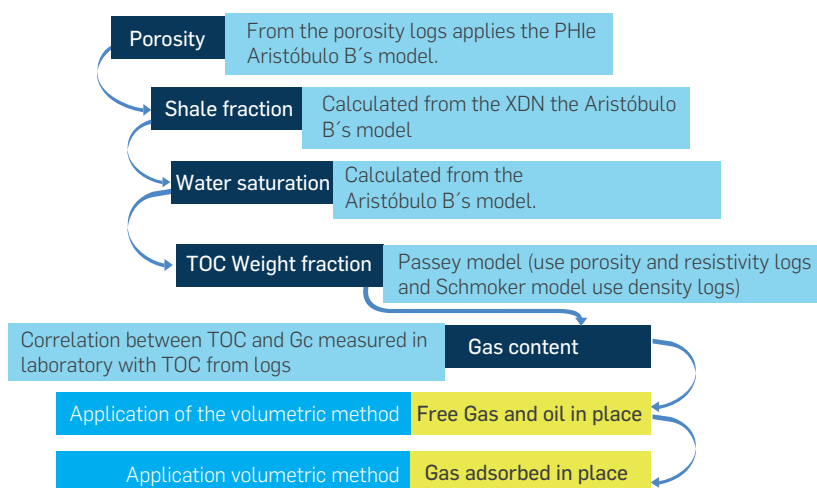 Porosity
From the porosity logs applies the PHIe
Aristóbulo B´s model.
Shale fraction
Calculated from the XDN the Aristóbulo
B´s model
Water saturation
Calculated from the
Aristóbulo B´s model.
TOC Weight fraction
Passey model (use porosity and resistivity logs
and Schmoker model use density logs)
Correlation between TOC and Gc measured in
laboratory with TOC from logs
Gas content
Application of the volumetric method
Free Gas and oil in place
Application volumetric method
Gas adsorbed in place